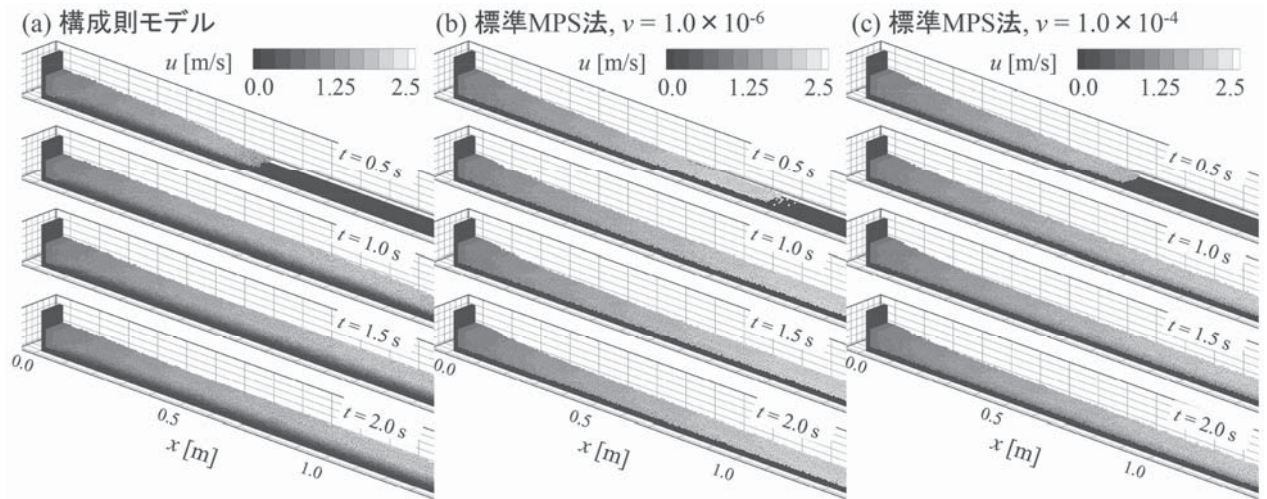 (a) 構成則モデル
u [m/s]
0.0 1.25 2.5
t = 0.5 s
t = 1.0 s
t = 1.5 s
t = 2.0 s
0.0
0.5
1.0
x [m]
(b) 標準MPS法, ν = 1.0 × 10⁻⁶
u [m/s]
0.0 1.25 2.5
t = 0.5 s
t = 1.0 s
t = 1.5 s
t = 2.0 s
0.0
0.5
1.0
x [m]
(c) 標準MPS法, ν = 1.0 × 10⁻⁴
u [m/s]
0.0 1.25 2.5
t = 0.5 s
t = 1.0 s
t = 1.5 s
t = 2.0 s
0.0
0.5
1.0
x [m]